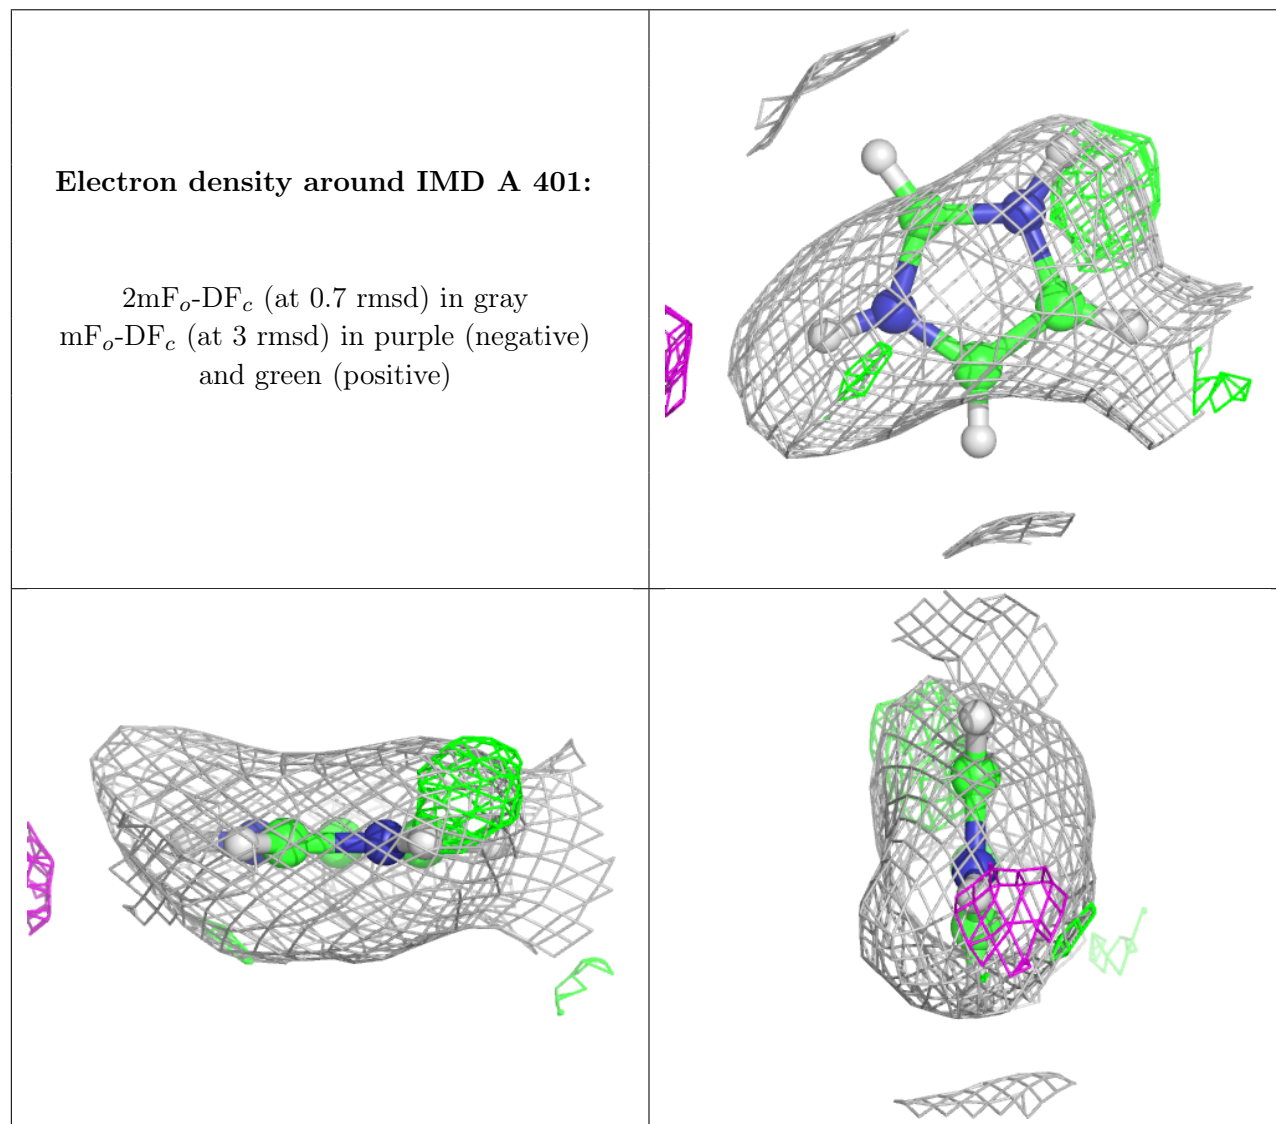 Electron density around IMD A 401:
2mFo-DFc (at 0.7 rmsd) in gray
mFo-DFc (at 3 rmsd) in purple (negative)
and green (positive)